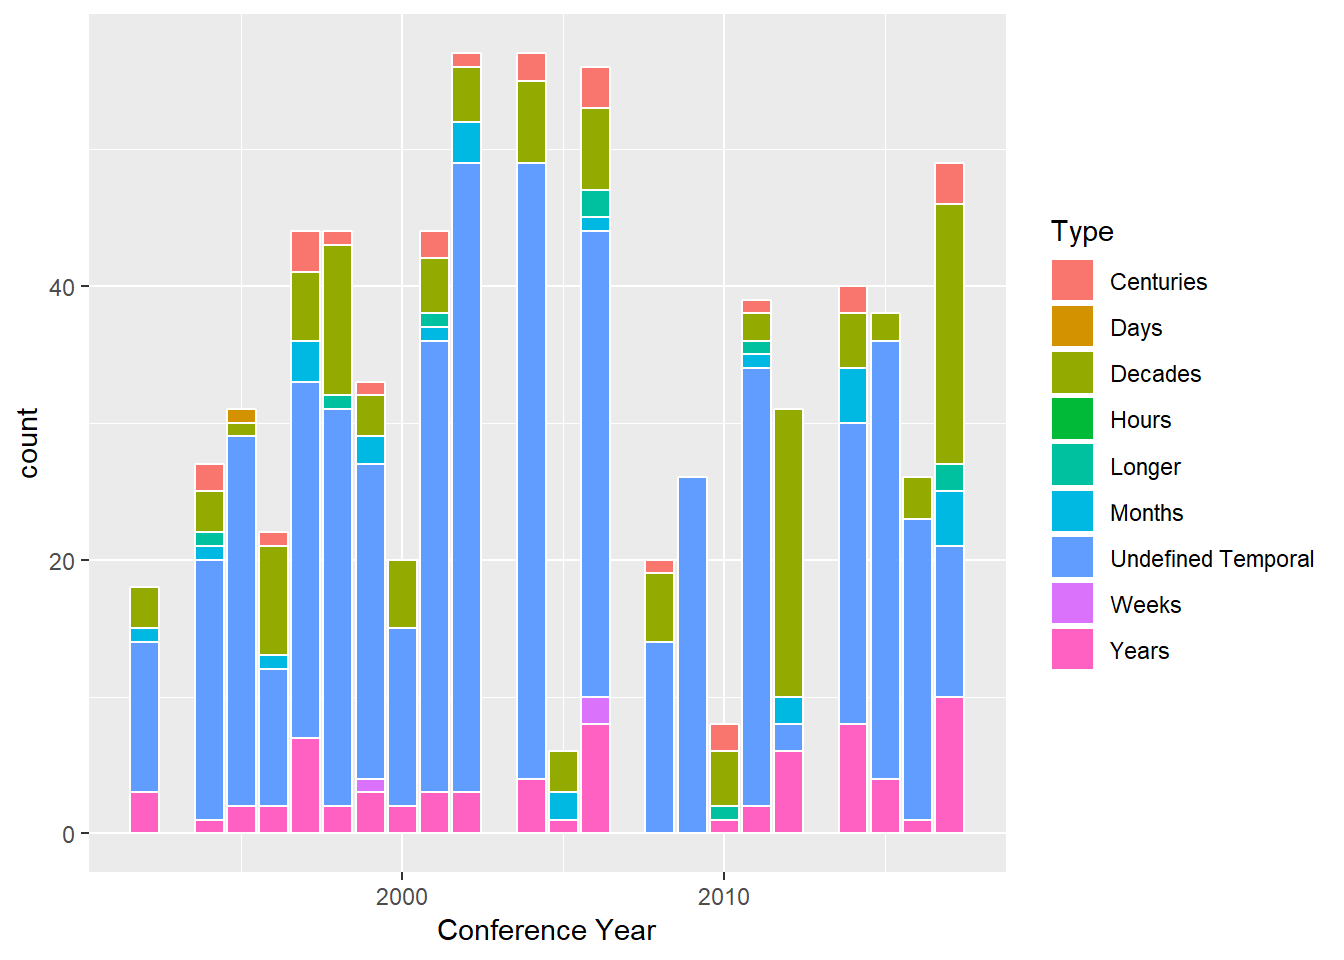 count
40
20
0
2000
2010
Conference Year
Type
Centuries
Days
Decades
Hours
Longer
Months
Undefined Temporal
Weeks
Years